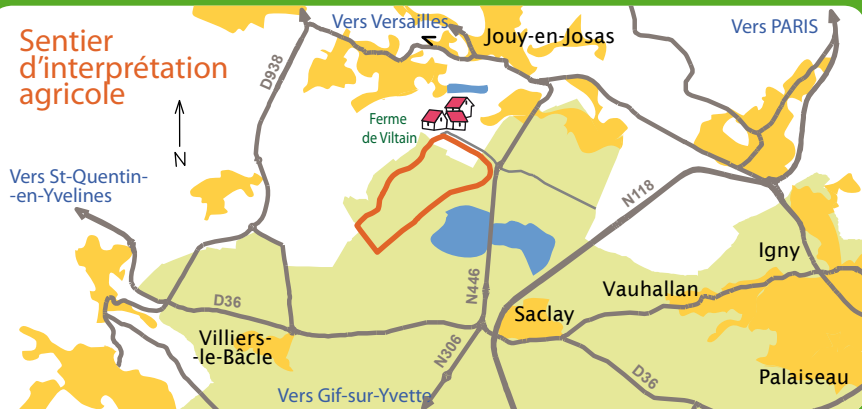 Sentier
d'interprétation
agricole
N
D938
Vers Versailles
Jouy-en-Josas
Vers PARIS
Ferme
de Viltain
Vers St-Quentin-
-en-Yvelines
N118
Igny
Vauhallan
N446
D36
Saclay
Villiers-
-le-Bâcle
N306
D36
Palaiseau
Vers Gif-sur-Yvette